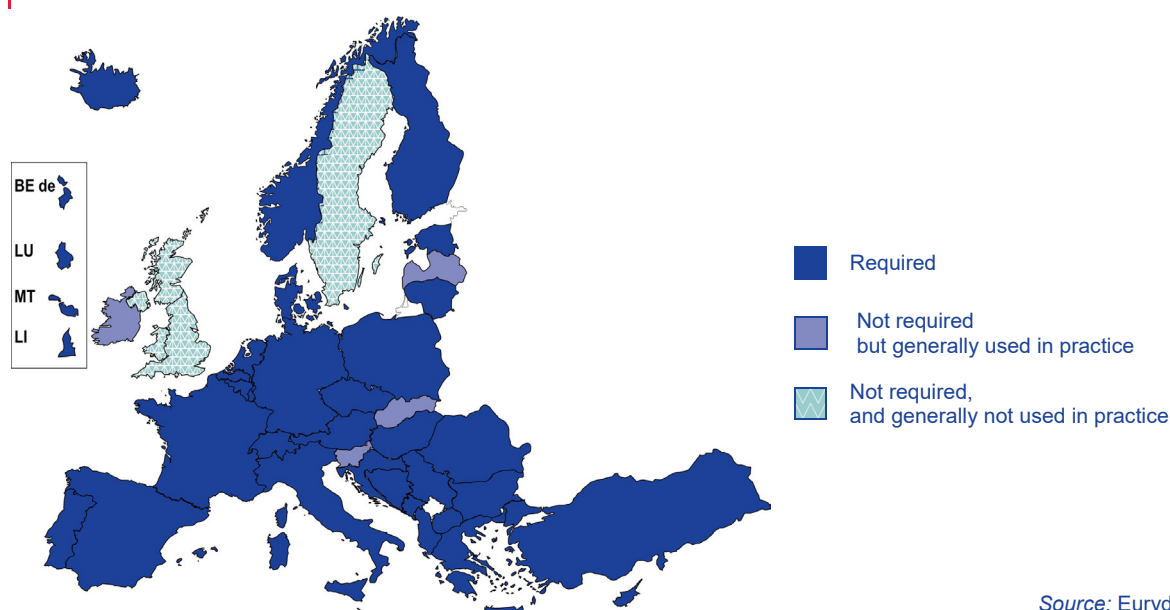 BE de
LU
MT
LI
Required
Not required
but generally used in practice
Not required,
and generally not used in practice
Source: